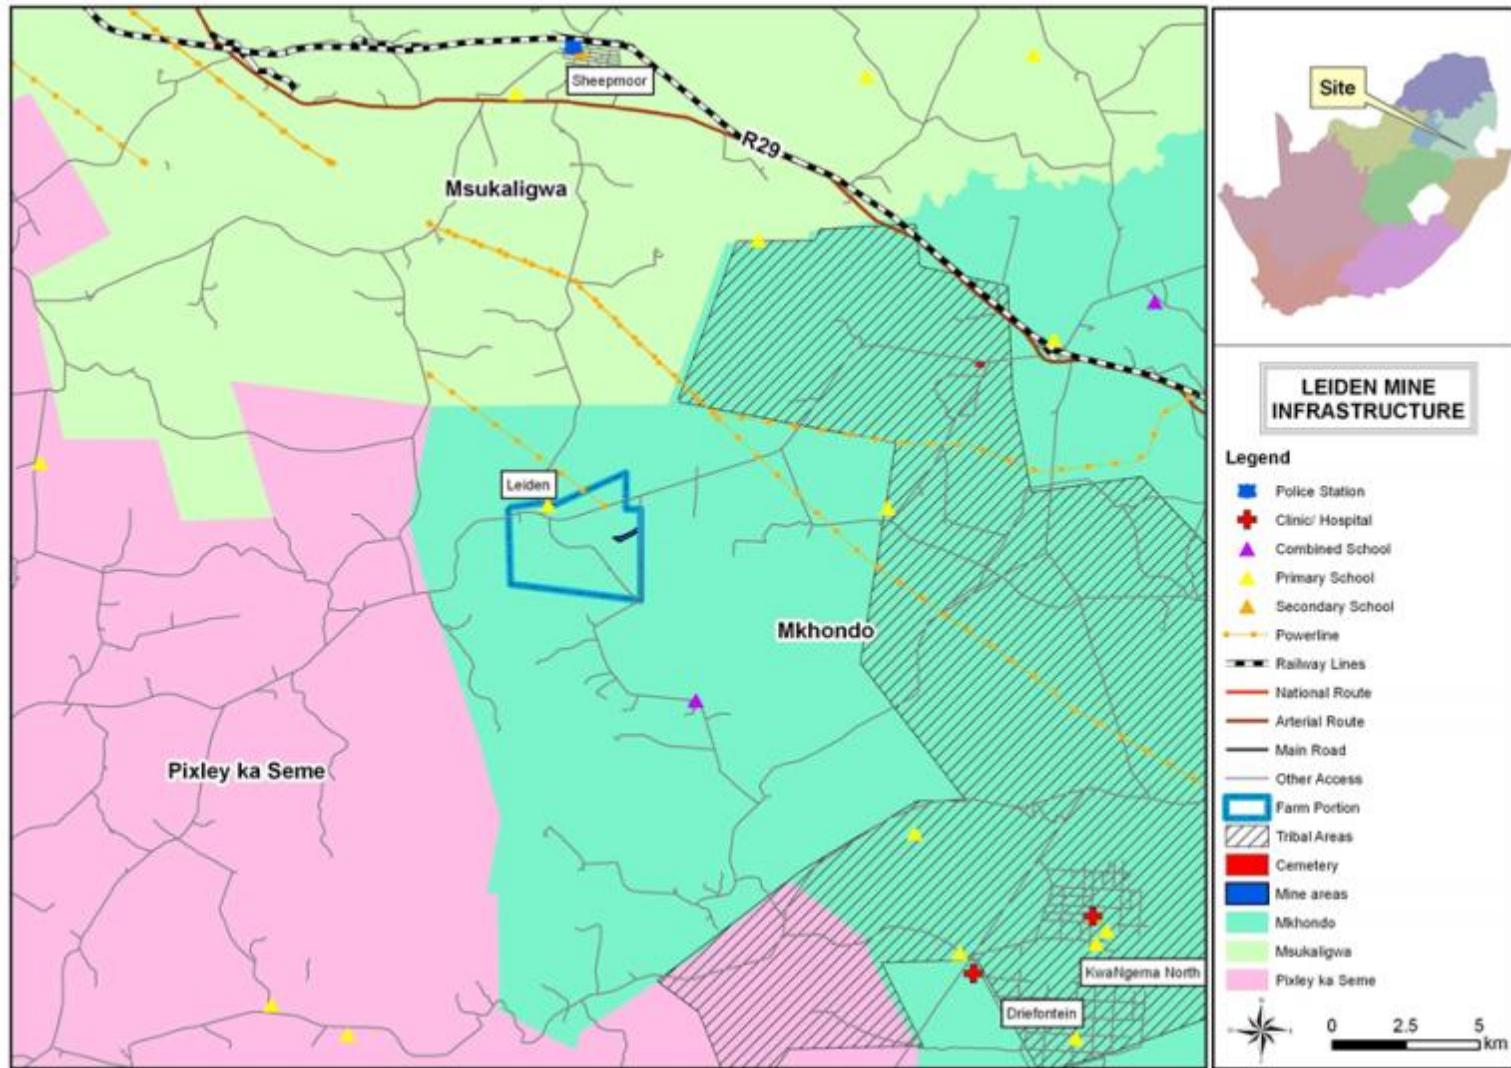 Sheepmoor
R29
Msukaligwa
Leiden
Mkhondo
Pixley ka Seme
KwaNgema North
Driefontein
Site
LEIDEN MINE
INFRASTRUCTURE
Legend
Police Station
Clinic/ Hospital
Combined School
Primary School
Secondary School
Powerline
Railway Lines
National Route
Arterial Route
Main Road
Other Access
Farm Portion
Tribal Areas
Cemetery
Mine areas
Mkhondo
Msukaligwa
Pixley ka Seme
0 2.5 5
km